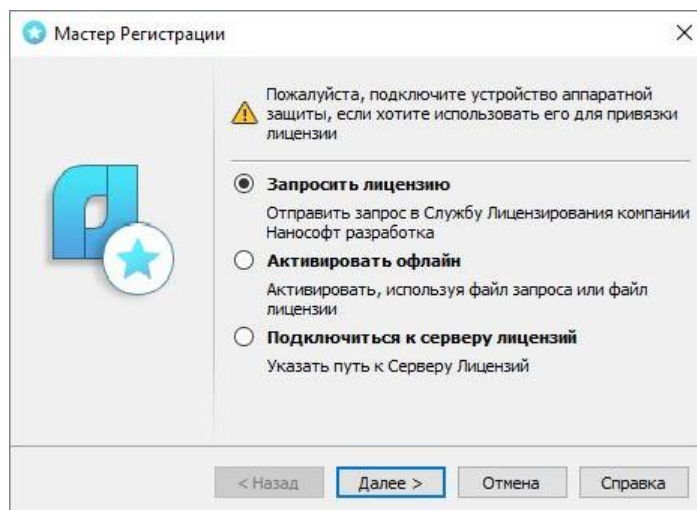 Мастер Регистрации
Пожалуйста, подключите устройство аппаратной
защиты, если хотите использовать его для привязки
лицензии
Запросить лицензию
Отправить запрос в Службу Лицензирования компании
Нанософт разработка
Активировать офлайн
Активировать, используя файл запроса или файл
лицензии
Подключиться к серверу лицензий
Указать путь к Серверу Лицензий
< Назад Далее > Отмена Справка